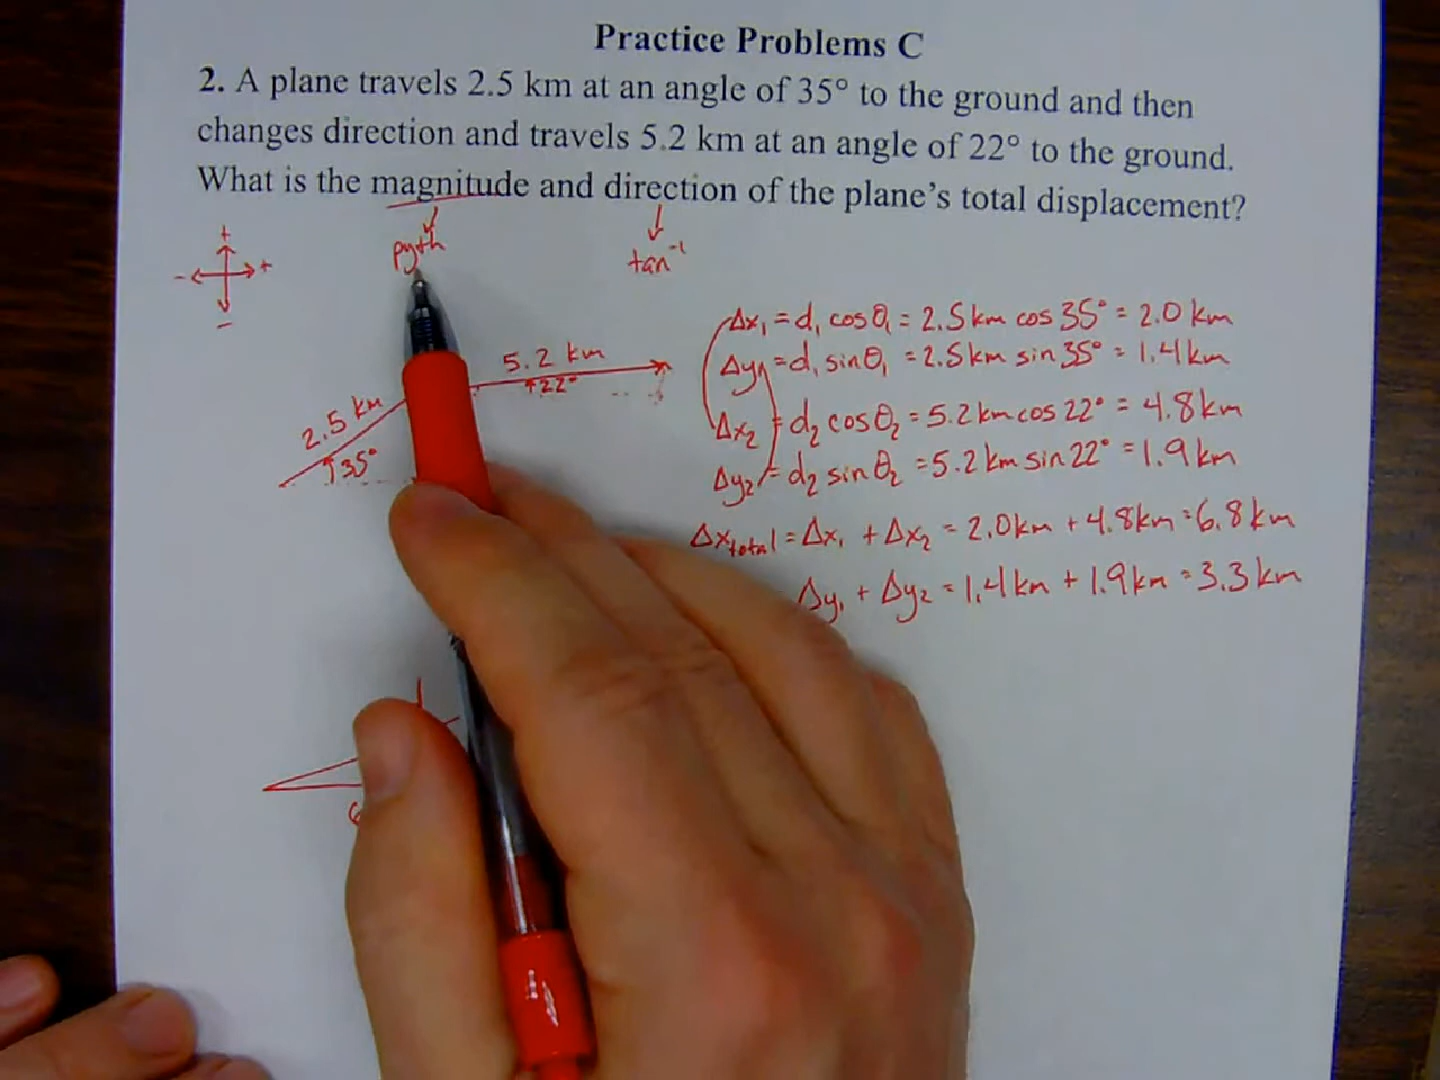 Practice Problems C
2. A plane travels 2.5 km at an angle of 35° to the ground and then
changes direction and travels 5.2 km at an angle of 22° to the ground.
What is the magnitude and direction of the plane's total displacement?
+
- +
-
pyth
tan⁻¹
Δx₁ = d₁ cos θ₁ = 2.5 km cos 35° = 2.0 km
Δy₁ = d₁ sin θ₁ = 2.5 km sin 35° = 1.4 km
5.2 km
22°
2.5 km
35°
Δx₂ = d₂ cos θ₂ = 5.2 km cos 22° = 4.8 km
Δy₂ = d₂ sin θ₂ = 5.2 km sin 22° = 1.9 km
Δx total = Δx₁ + Δx₂ = 2.0 km + 4.8 km = 6.8 km
Δy₁ + Δy₂ = 1.4 km + 1.9 km = 3.3 km